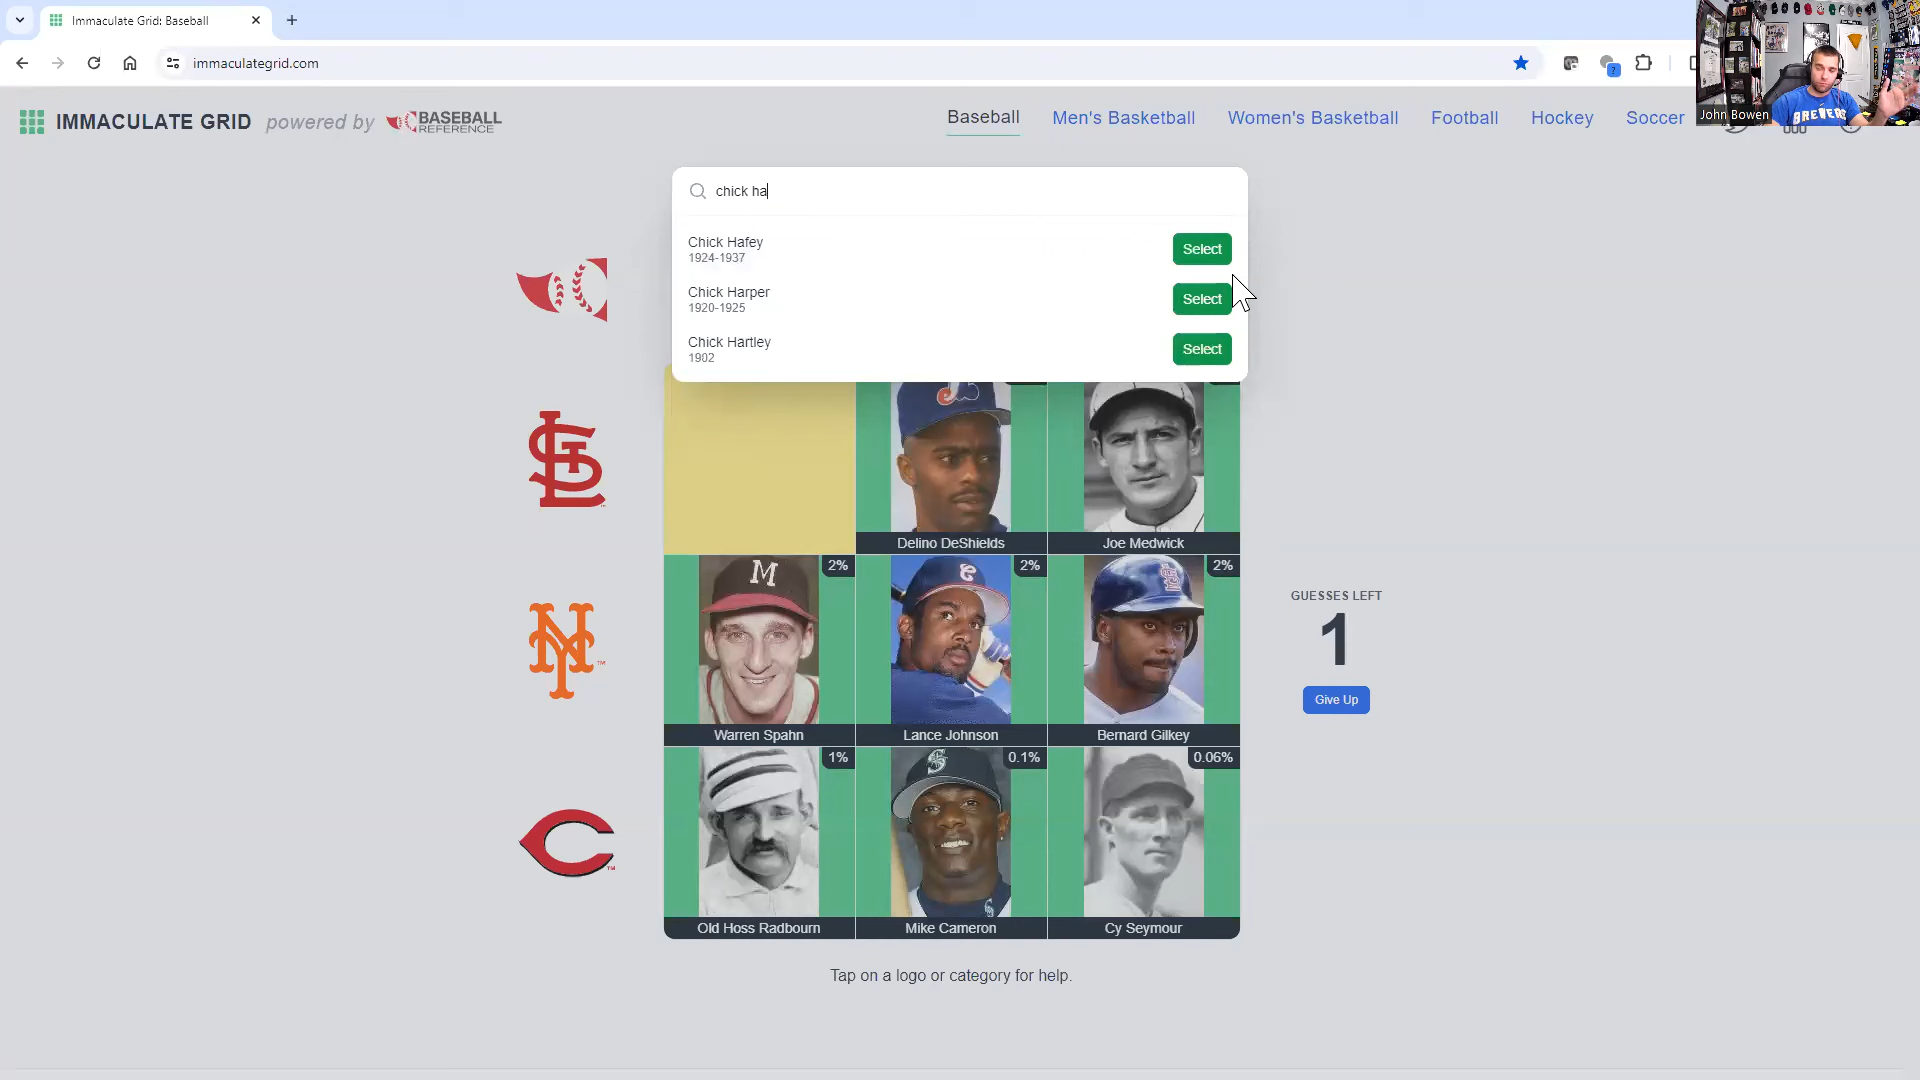 Immaculate Grid: Baseball
immaculategrid.com
IMMACULATE GRID powered by BASEBALL REFERENCE
Baseball
Men's Basketball
Women's Basketball
Football
Hockey
Soccer
BREWERS
John Bowen
chick ha
Chick Hafey
1924-1937
Select
Chick Harper
1920-1925
Select
Chick Hartley
1902
Select
STL
Delino DeShields
Joe Medwick
NY
M
2%
2%
2%
Warren Spahn
Lance Johnson
Bernard Gilkey
GUESSES LEFT
1
Give Up
C
1%
0.1%
0.06%
Old Hoss Radbourn
Mike Cameron
Cy Seymour
Tap on a logo or category for help.